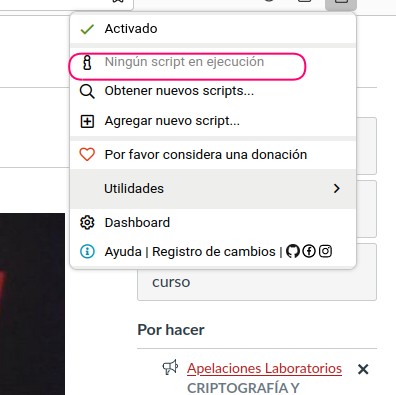 Activado
Ningún script en ejecución
Obtener nuevos scripts...
Agregar nuevo script...
Por favor considera una donación
Utilidades
Dashboard
Ayuda | Registro de cambios |
curso
Por hacer
Apelaciones Laboratorios
CRIPTOGRAFÍA Y